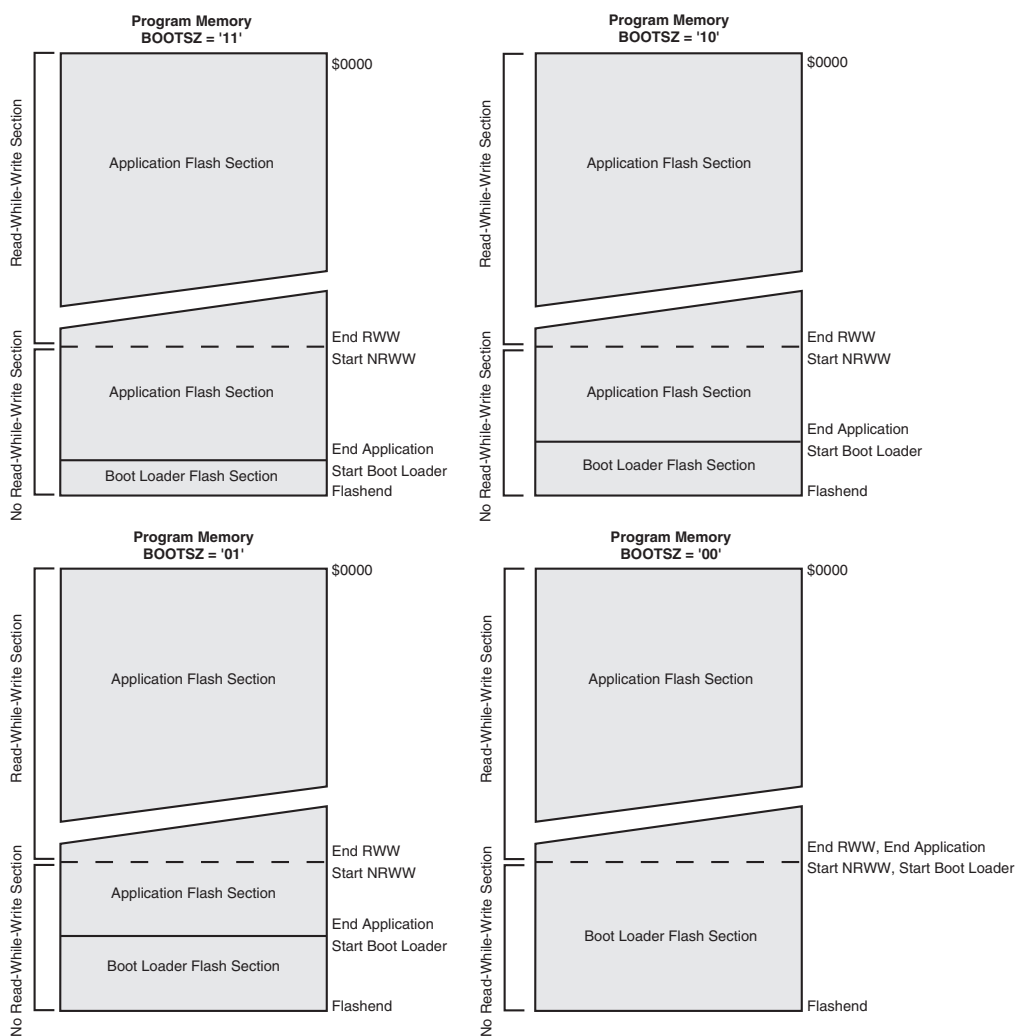 Program Memory
BOOTSZ = '11'
$0000
Read-While-Write Section
Application Flash Section
End RWW
Start NRWW
No Read-While-Write Section
Application Flash Section
End Application
Start Boot Loader
Boot Loader Flash Section
Flashend
Program Memory
BOOTSZ = '10'
$0000
Read-While-Write Section
Application Flash Section
End RWW
Start NRWW
No Read-While-Write Section
Application Flash Section
End Application
Start Boot Loader
Boot Loader Flash Section
Flashend
Program Memory
BOOTSZ = '01'
$0000
Read-While-Write Section
Application Flash Section
End RWW
Start NRWW
No Read-While-Write Section
Application Flash Section
End Application
Start Boot Loader
Boot Loader Flash Section
Flashend
Program Memory
BOOTSZ = '00'
$0000
Read-While-Write Section
Application Flash Section
End RWW, End Application
Start NRWW, Start Boot Loader
No Read-While-Write Section
Boot Loader Flash Section
Flashend